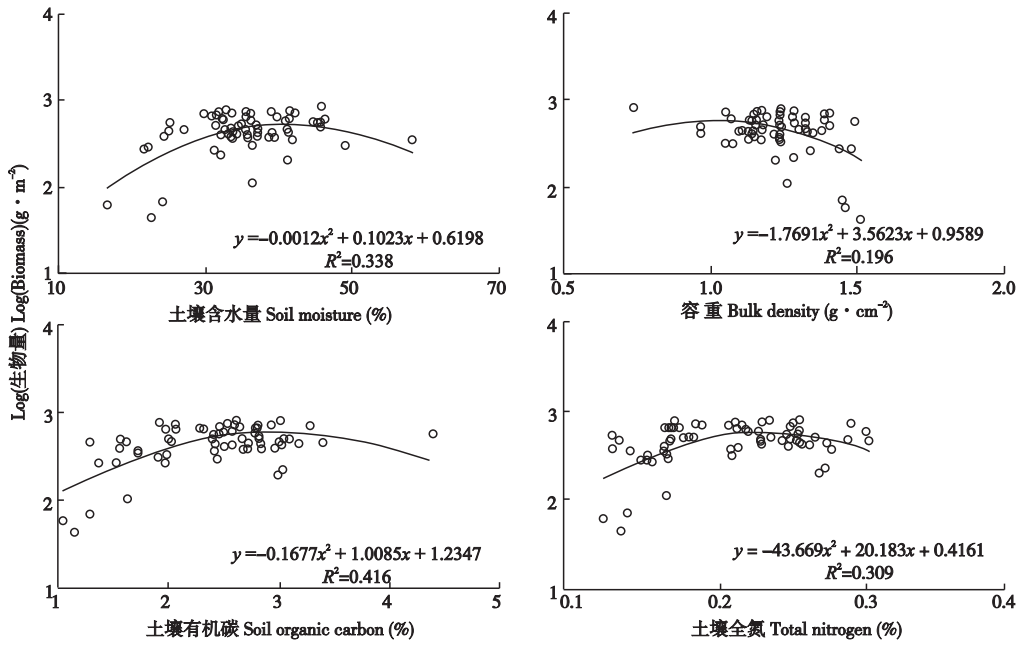 Log(生物量) Log(Biomass)(g·m⁻²)
4
3
2
1
10
30
50
70
y=–0.0012x²+0.1023x+0.6198
R²=0.338
土壤含水量 Soil moisture (%)
4
3
2
1
0.5
1.0
1.5
2.0
y=–1.7691x²+3.5623x+0.9589
R²=0.196
容 重 Bulk density (g·cm⁻²)
4
3
2
1
1
2
3
4
5
y=–0.1677x²+1.0085x+1.2347
R²=0.416
土壤有机碳 Soil organic carbon (%)
4
3
2
1
0.1
0.2
0.3
0.4
y = –43.669x²+20.183x+0.4161
R²=0.309
土壤全氮 Total nitrogen (%)